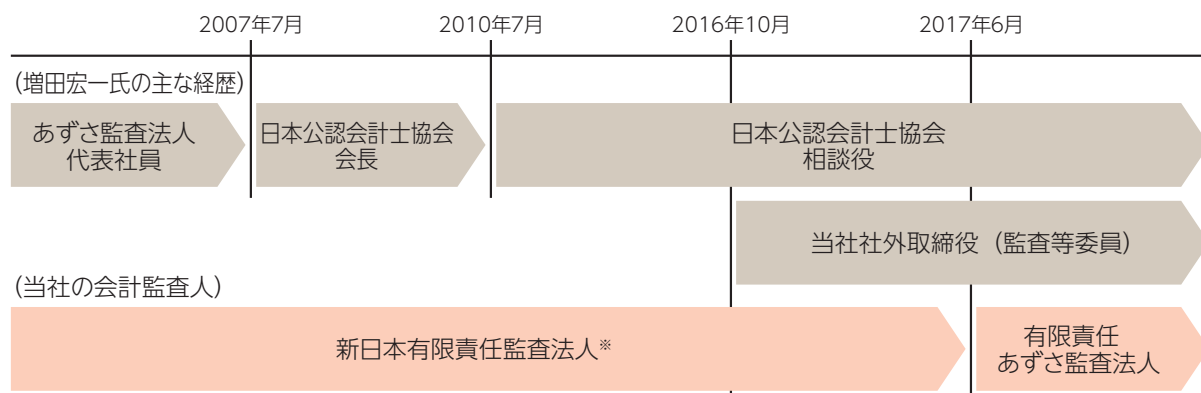 2007年7月
2010年7月
2016年10月
2017年6月
(増田宏一氏の主な経歴)
あずさ監査法人
代表社員
日本公認会計士協会
会長
日本公認会計士協会
相談役
当社社外取締役(監査等委員)
(当社の会計監査人)
新日本有限責任監査法人※
有限責任
あずさ監査法人